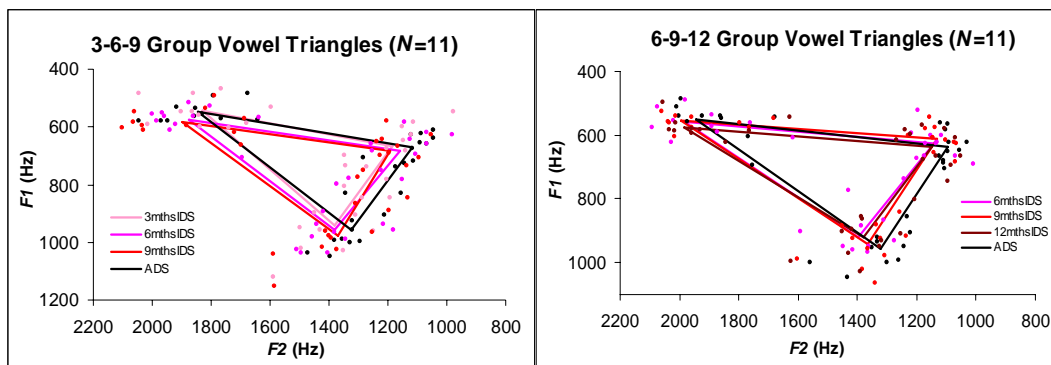 3-6-9 Group Vowel Triangles (N=11)
400
600
800
1000
1200
F1 (Hz)
3mthsIDS
6mthsIDS
9mthsIDS
ADS
2200 2000 1800 1600 1400 1200 1000 800
F2 (Hz)
6-9-12 Group Vowel Triangles (N=11)
400
600
800
1000
F1 (Hz)
6mthsIDS
9mthsIDS
12mthsIDS
ADS
2200 2000 1800 1600 1400 1200 1000 800
F2 (Hz)